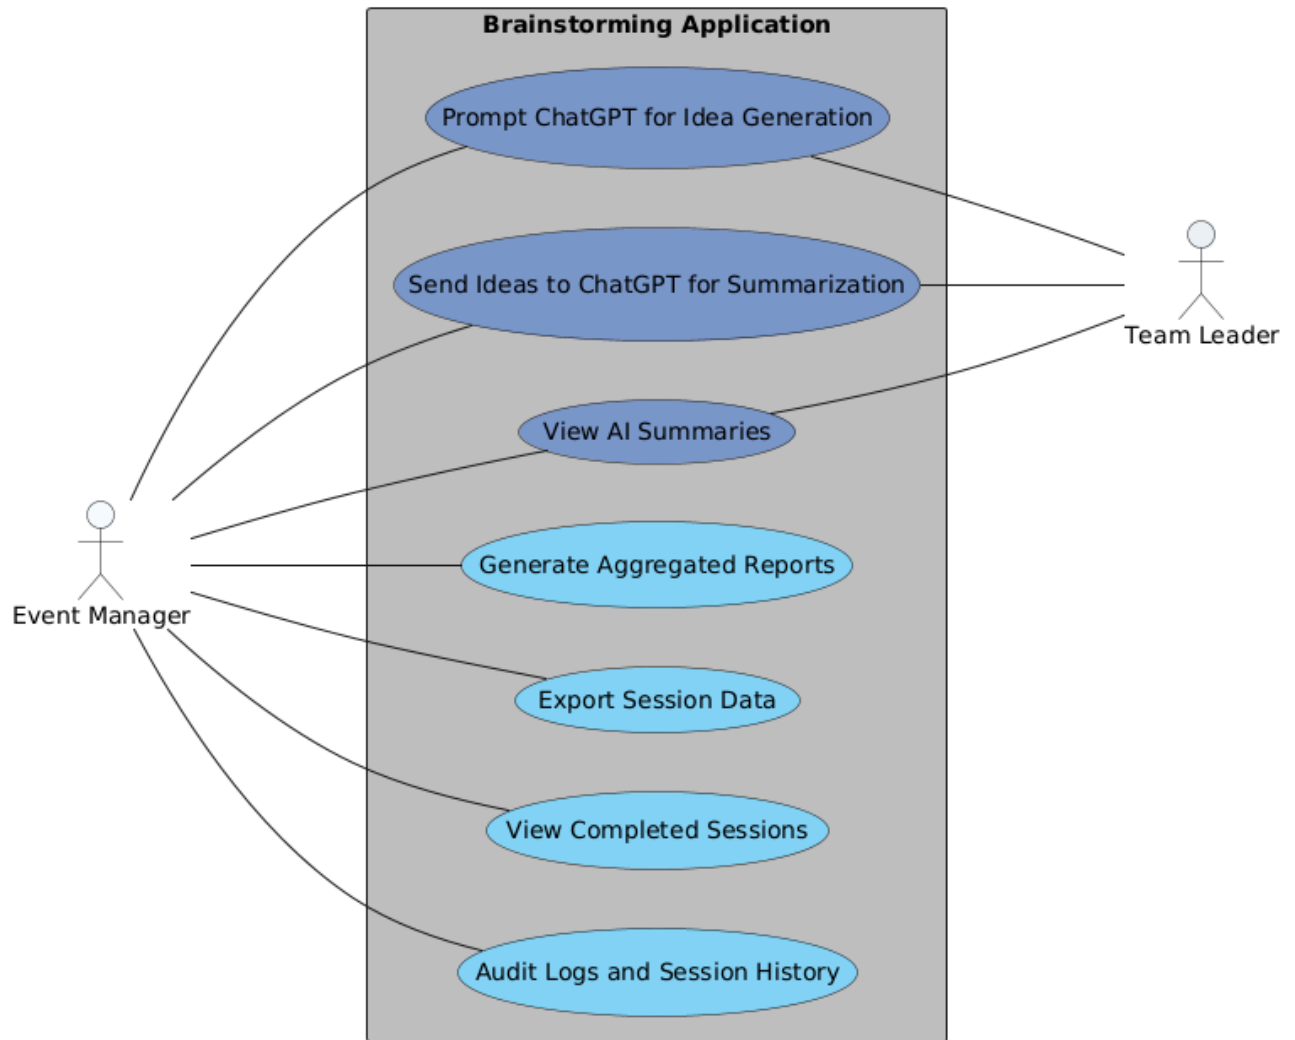 Brainstorming Application
Prompt ChatGPT for Idea Generation
Send Ideas to ChatGPT for Summarization
Team Leader
View AI Summaries
Generate Aggregated Reports
Event Manager
Export Session Data
View Completed Sessions
Audit Logs and Session History